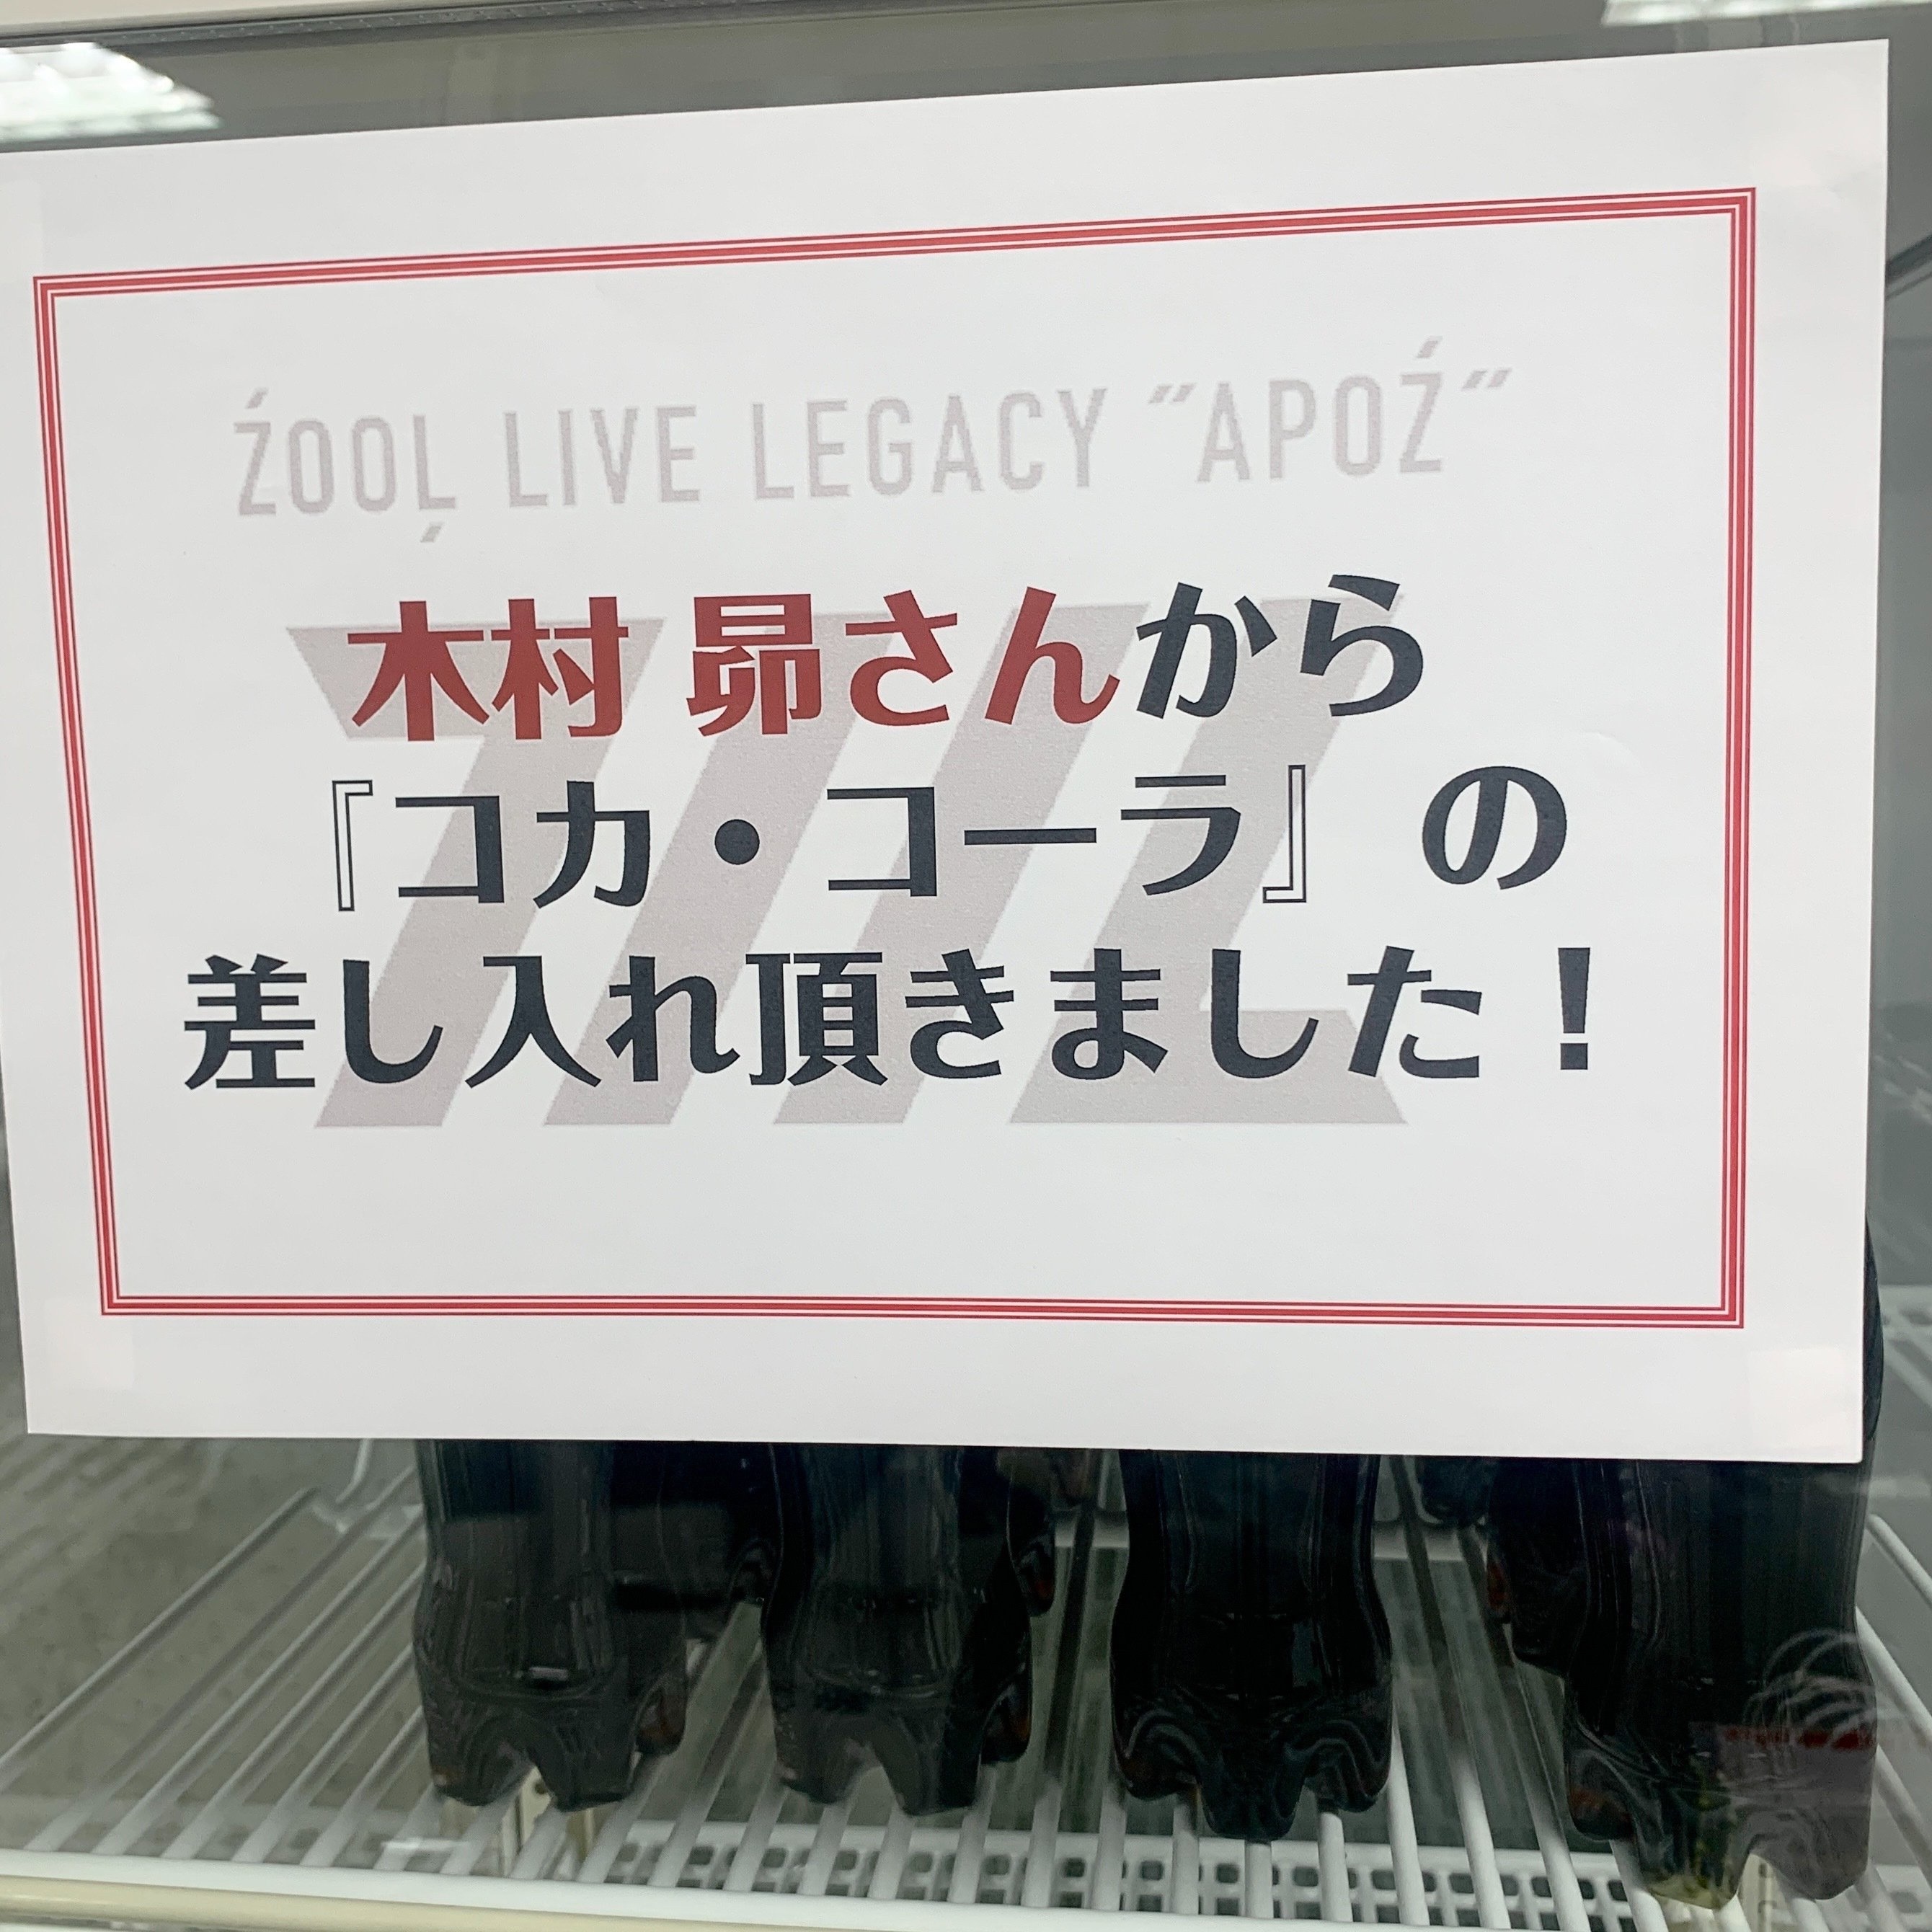 ŹOOĻ LIVE LEGACY "APOŹ"
木村 昴さんから
『コカ・コーラ』の
差し入れ頂きました!